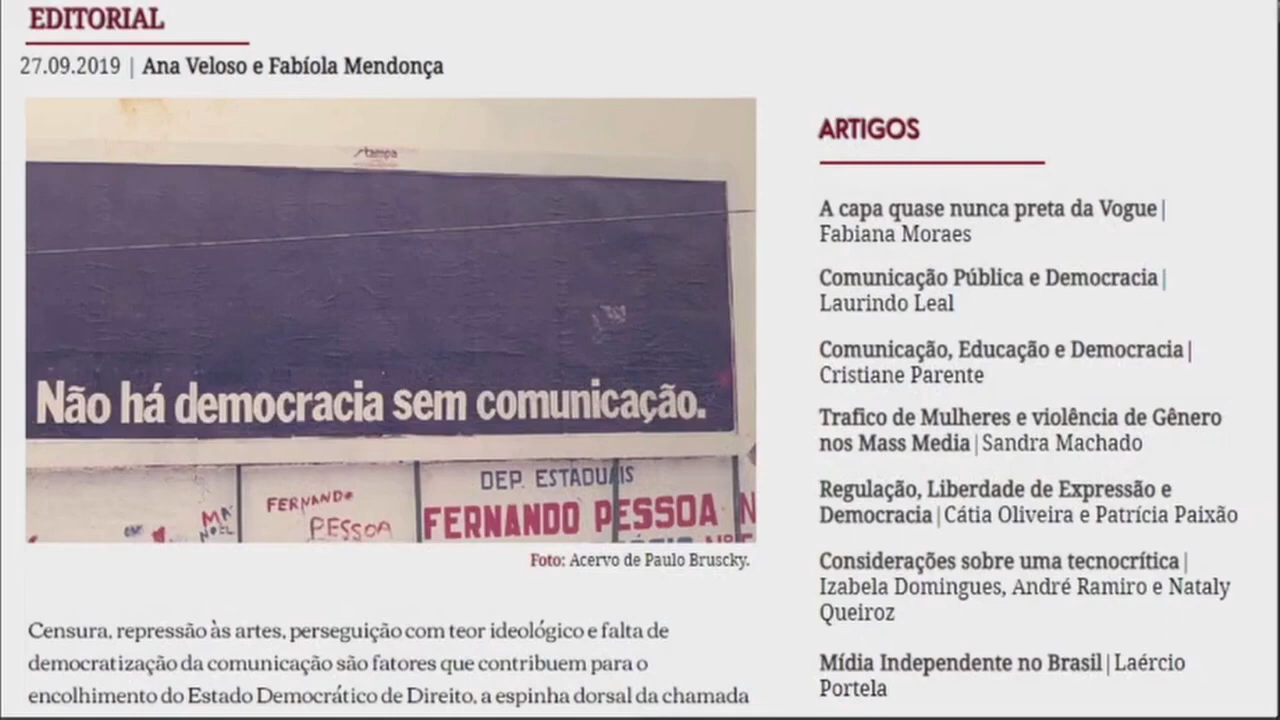 EDITORIAL
27.09.2019 | Ana Veloso e Fabíola Mendonça
stampa
Não há democracia sem comunicação.
DEP. ESTADUAIS
FERNANDO
PESSOA
MA
NOEL
FERNANDO PESSOA N
Foto: Acervo de Paulo Bruscky.
Censura, repressão às artes, perseguição com teor ideológico e falta de
democratização da comunicação são fatores que contribuem para o
encolhimento do Estado Democrático de Direito, a espinha dorsal da chamada
ARTIGOS
A capa quase nunca preta da Vogue|
Fabiana Moraes
Comunicação Pública e Democracia|
Laurindo Leal
Comunicação, Educação e Democracia|
Cristiane Parente
Trafico de Mulheres e violência de Gênero
nos Mass Media|Sandra Machado
Regulação, Liberdade de Expressão e
Democracia|Cátia Oliveira e Patrícia Paixão
Considerações sobre uma tecnocrítica|
Izabela Domingues, André Ramiro e Nataly
Queiroz
Mídia Independente no Brasil|Laércio
Portela